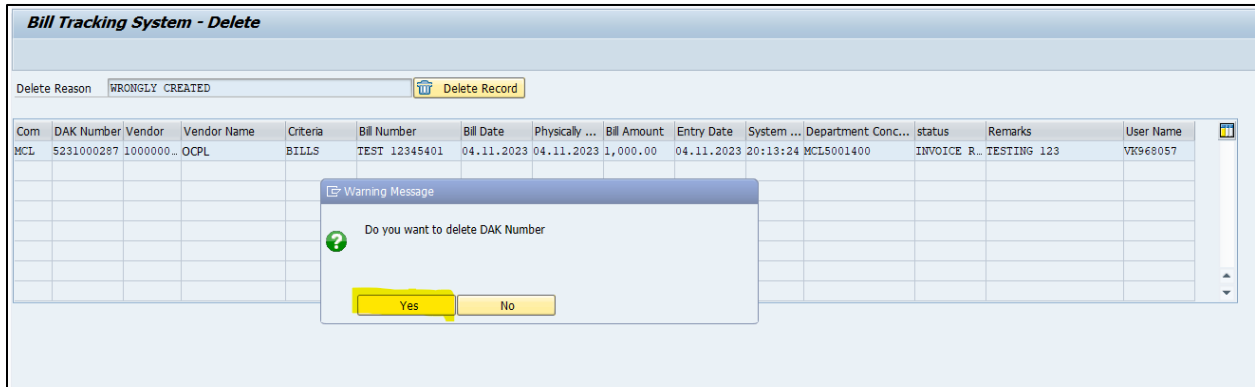 Bill Tracking System - Delete
Delete Reason WRONGLY CREATED Delete Record
Com DAK Number Vendor Vendor Name Criteria Bill Number Bill Date Physically ... Bill Amount Entry Date System ... Department Conc... status Remarks User Name
MCL 5231000287 1000000... OCPL BILLS TEST 12345401 04.11.2023 04.11.2023 1,000.00 04.11.2023 20:13:24 MCL5001400 INVOICE R... TESTING 123 VK968057
Warning Message
Do you want to delete DAK Number
Yes No